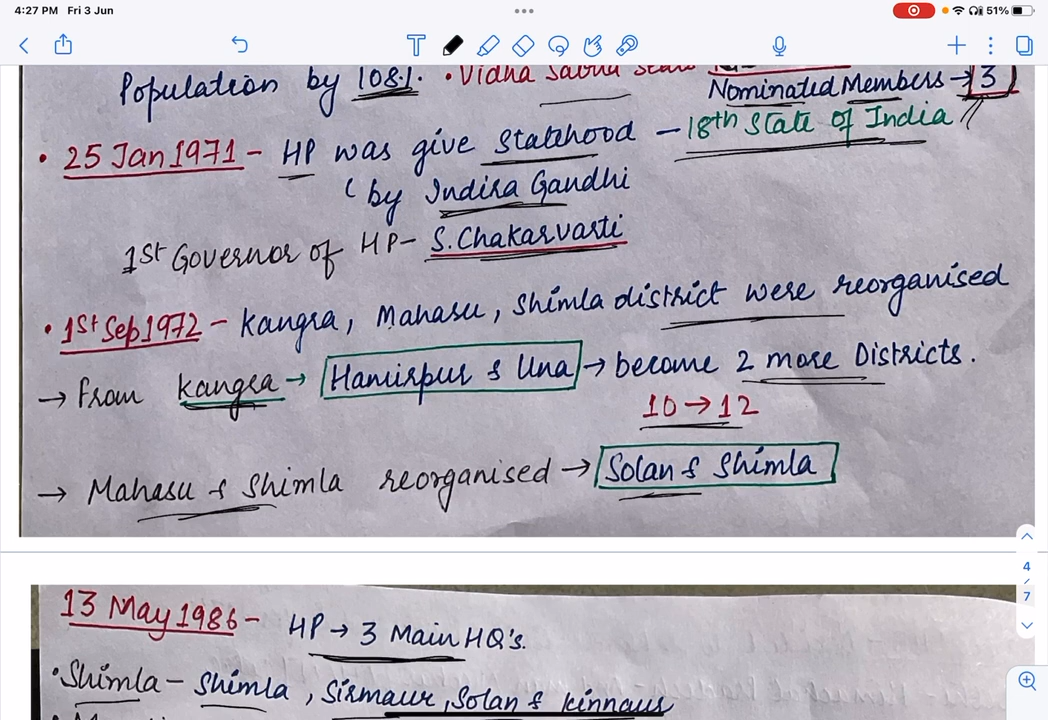 4:27 PM Fri 3 Jun
51%
Population by 108.1. • Vidha Sabha
Nominated Members → 3
• 25 Jan 1971 - HP was give statehood - 18th State of India
( by Indira Gandhi
1st Governor of HP - S. Chakarvarti
• 1st Sep 1972 - Kangra, Mahasu, Shimla district were reorganised
→ From Kangra → Hamirpur & Una → become 2 more Districts.
10 → 12
→ Mahasu & Shimla reorganised → Solan & Shimla
4
/
7
13 May 1986 - HP → 3 Main HQ's.
• Shimla - Shimla, Sirmaur, Solan & Kinnaur